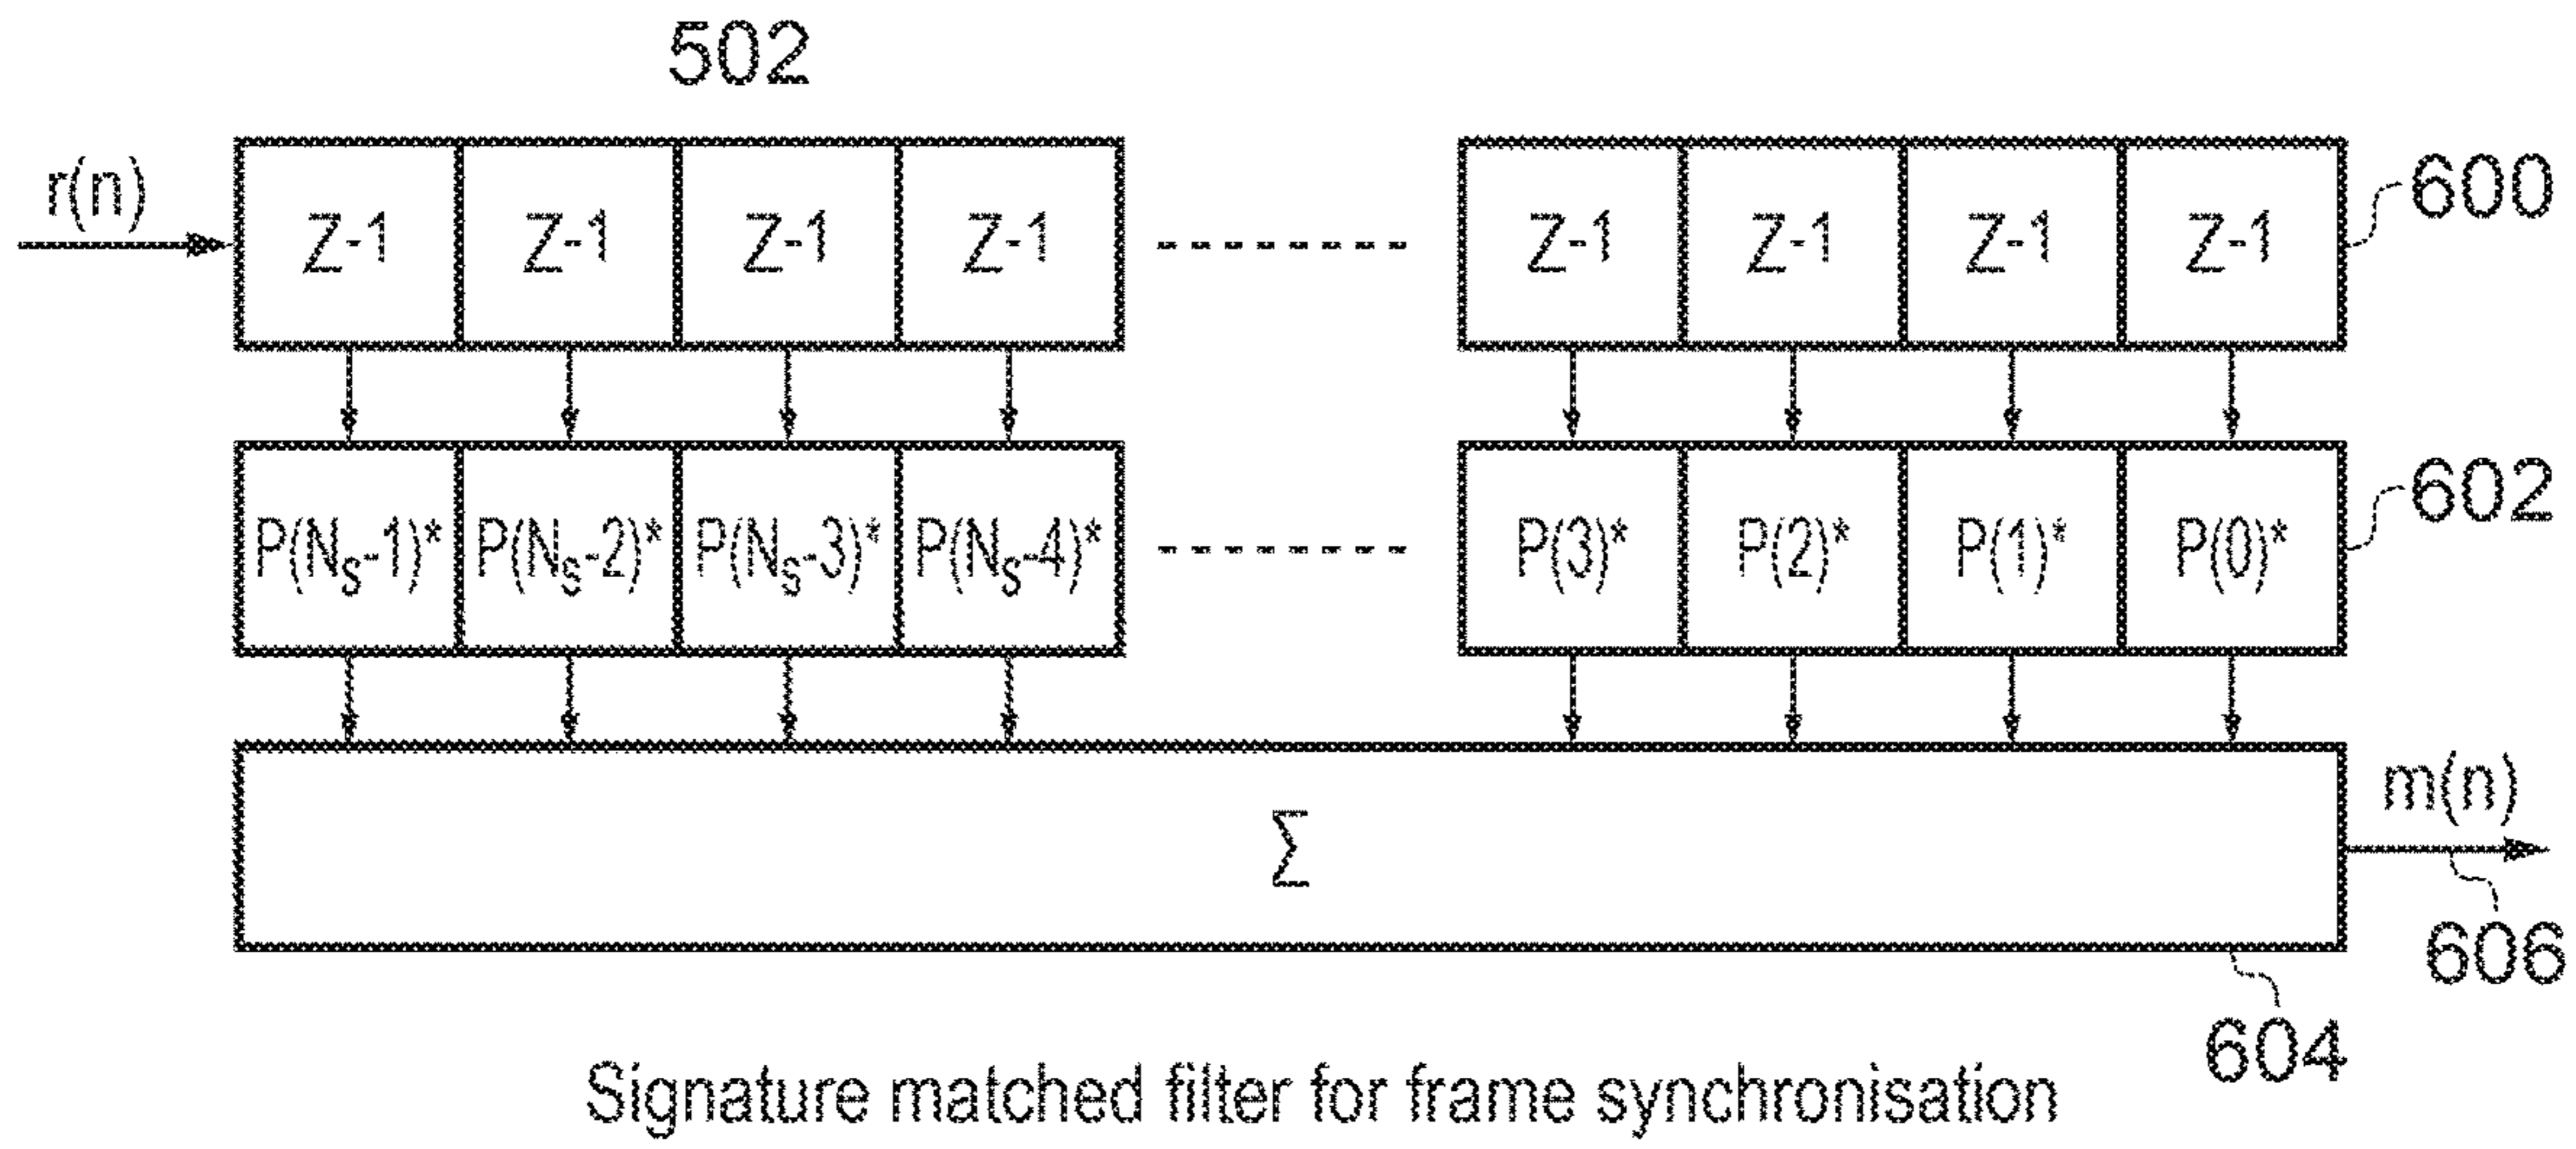 502
r(n)
Z-1 Z-1 Z-1 Z-1 Z-1 Z-1 Z-1 Z-1
600
P(Ns-1)* P(Ns-2)* P(Ns-3)* P(Ns-4)* P(3)* P(2)* P(1)* P(0)*
602
Σ
m(n)
606
604
Signature matched filter for frame synchronisation